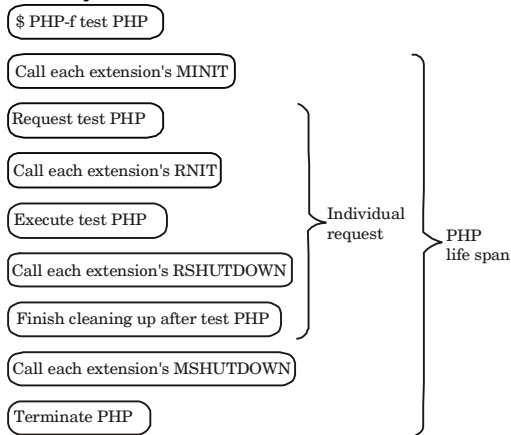 $ PHP-f test PHP
Call each extension's MINIT
Request test PHP
Call each extension's RNIT
Execute test PHP
Call each extension's RSHUTDOWN
Finish cleaning up after test PHP
Call each extension's MSHUTDOWN
Terminate PHP
Individual
request
PHP
life span